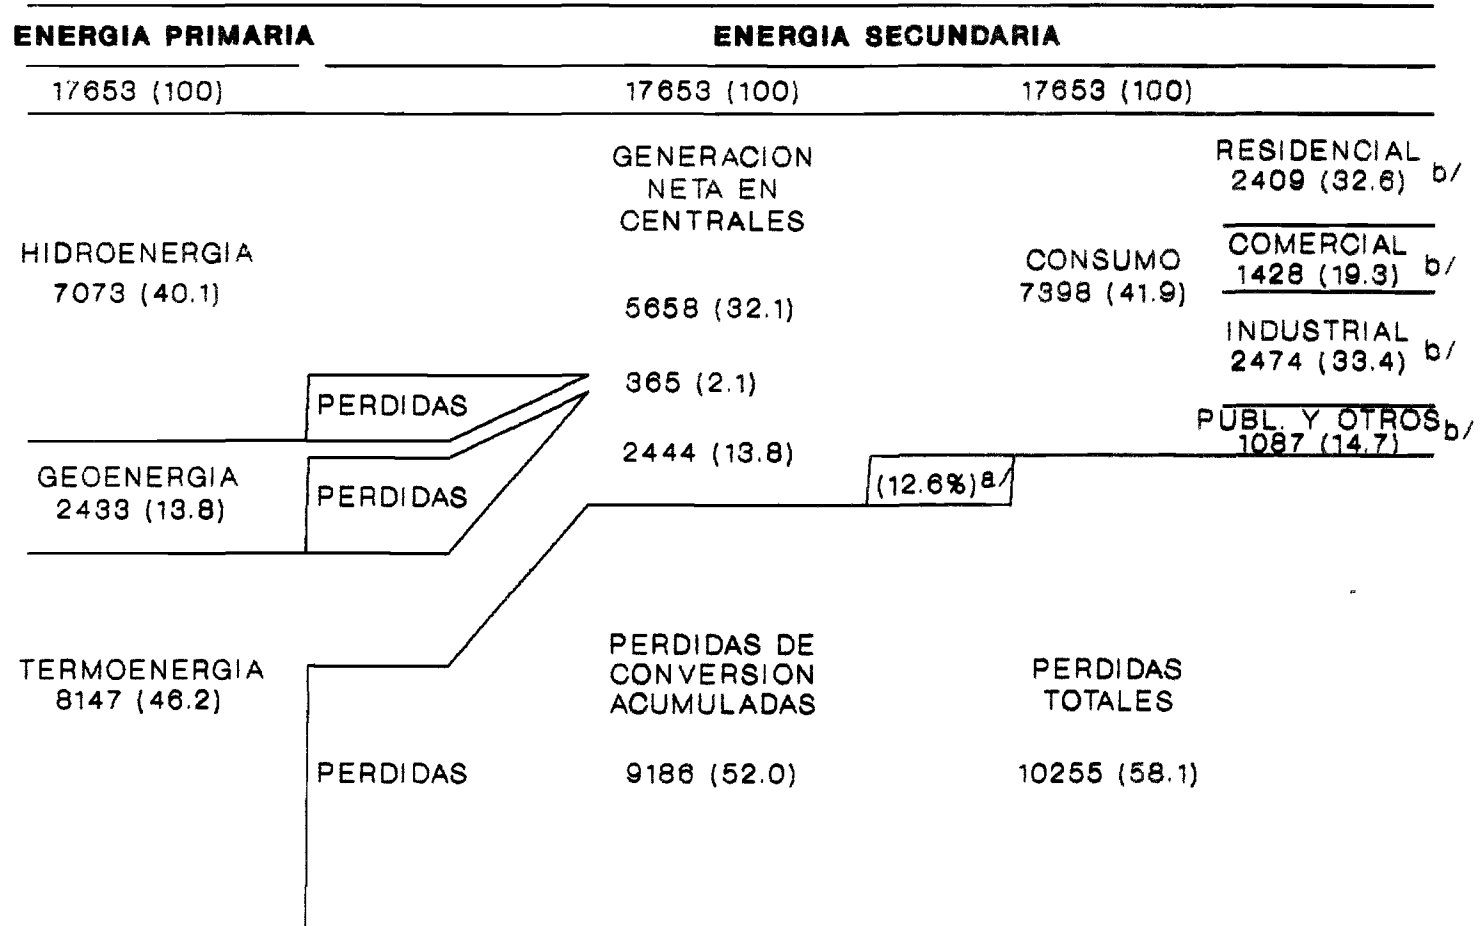 ENERGIA PRIMARIA
ENERGIA SECUNDARIA
17653 (100)
17653 (100)
17653 (100)
HIDROENERGIA
7073 (40.1)
GEOENERGIA
2433 (13.8)
TERMOENERGIA
8147 (46.2)
PERDIDAS
PERDIDAS
PERDIDAS
GENERACION
NETA EN
CENTRALES
5658 (32.1)
365 (2.1)
2444 (13.8)
PERDIDAS DE
CONVERSION
ACUMULADAS
9186 (52.0)
(12.6%) a/
CONSUMO
7398 (41.9)
PERDIDAS
TOTALES
10255 (58.1)
RESIDENCIAL
2409 (32.6) b/
COMERCIAL
1428 (19.3) b/
INDUSTRIAL
2474 (33.4) b/
PUBL. Y OTROS b/
1087 (14.7)